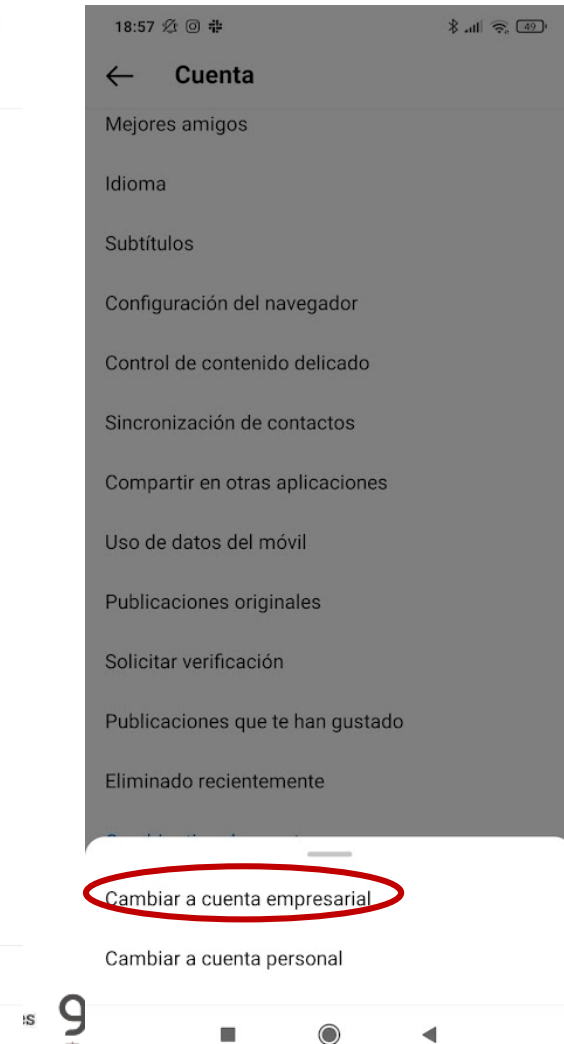 18:57
49
Cuenta
Mejores amigos
Idioma
Subtítulos
Configuración del navegador
Control de contenido delicado
Sincronización de contactos
Compartir en otras aplicaciones
Uso de datos del móvil
Publicaciones originales
Solicitar verificación
Publicaciones que te han gustado
Eliminado recientemente
Cambiar a cuenta empresarial
Cambiar a cuenta personal